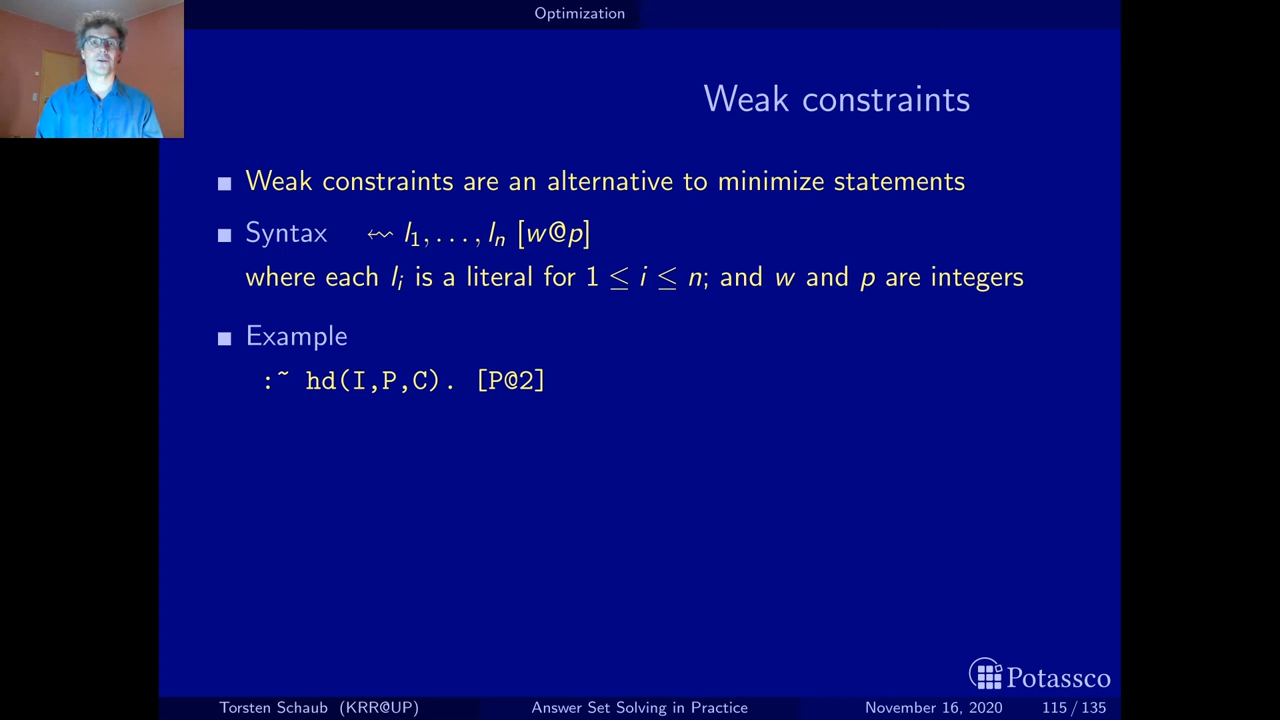 Optimization
Weak constraints
■ Weak constraints are an alternative to minimize statements
■ Syntax ⬳ l₁, . . . , lₙ [w@p]
where each lᵢ is a literal for 1 ≤ i ≤ n; and w and p are integers
■ Example
:~ hd(I,P,C). [P@2]
Potassco
Torsten Schaub (KRR@UP) Answer Set Solving in Practice November 16, 2020 115 / 135